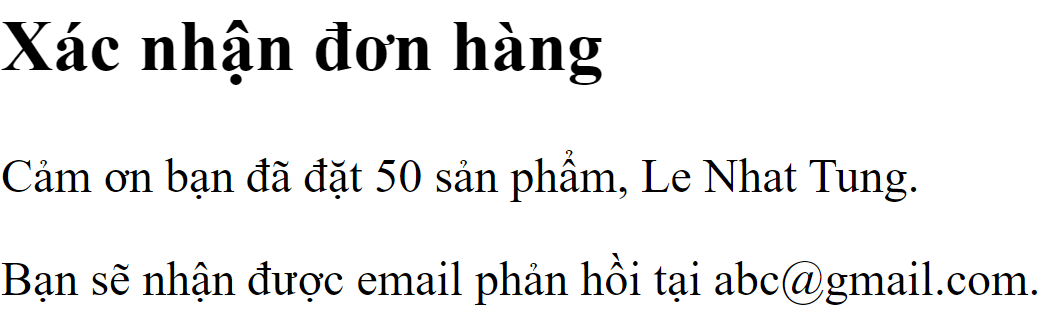 Xác nhận đơn hàng
Cảm ơn bạn đã đặt 50 sản phẩm, Le Nhat Tung.
Bạn sẽ nhận được email phản hồi tại abc@gmail.com.